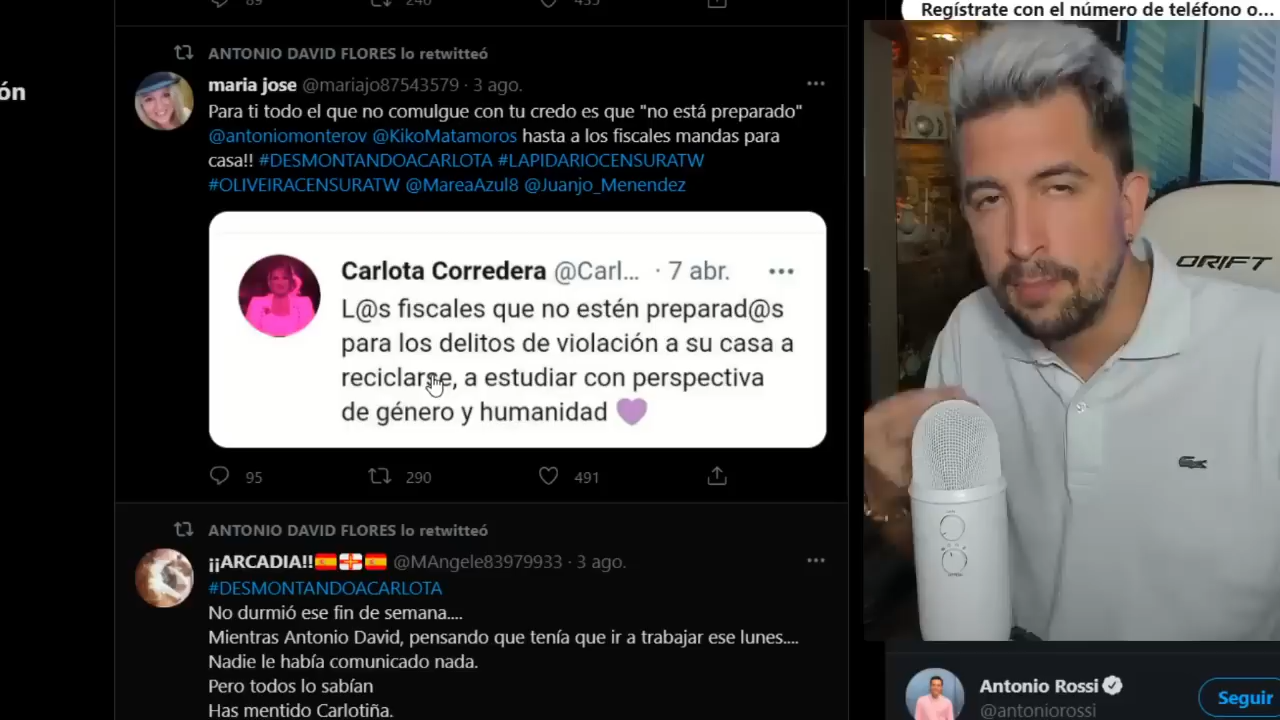 Regístrate con el número de teléfono o...
ANTONIO DAVID FLORES lo retwitteó
maria jose @mariajo87543579 · 3 ago.
ón
Para ti todo el que no comulgue con tu credo es que "no está preparado"
@antoniomonterov @KikoMatamoros hasta a los fiscales mandas para
casa!! #DESMONTANDOACARLOTA #LAPIDARIOCENSURATW
#OLIVEIRACENSURATW @MareaAzul8 @Juanjo_Menendez
Carlota Corredera @Carl... · 7 abr.
L@s fiscales que no estén preparad@s
para los delitos de violación a su casa a
reciclarse, a estudiar con perspectiva
de género y humanidad 💜
95 290 491
ANTONIO DAVID FLORES lo retwitteó
¡¡ARCADIA!! @MAngele83979933 · 3 ago.
#DESMONTANDOACARLOTA
No durmió ese fin de semana....
Mientras Antonio David, pensando que tenía que ir a trabajar ese lunes....
Nadie le había comunicado nada.
Pero todos lo sabían
Has mentido Carlotiña.
DRIFT
Antonio Rossi
@antoniorossi
Seguir